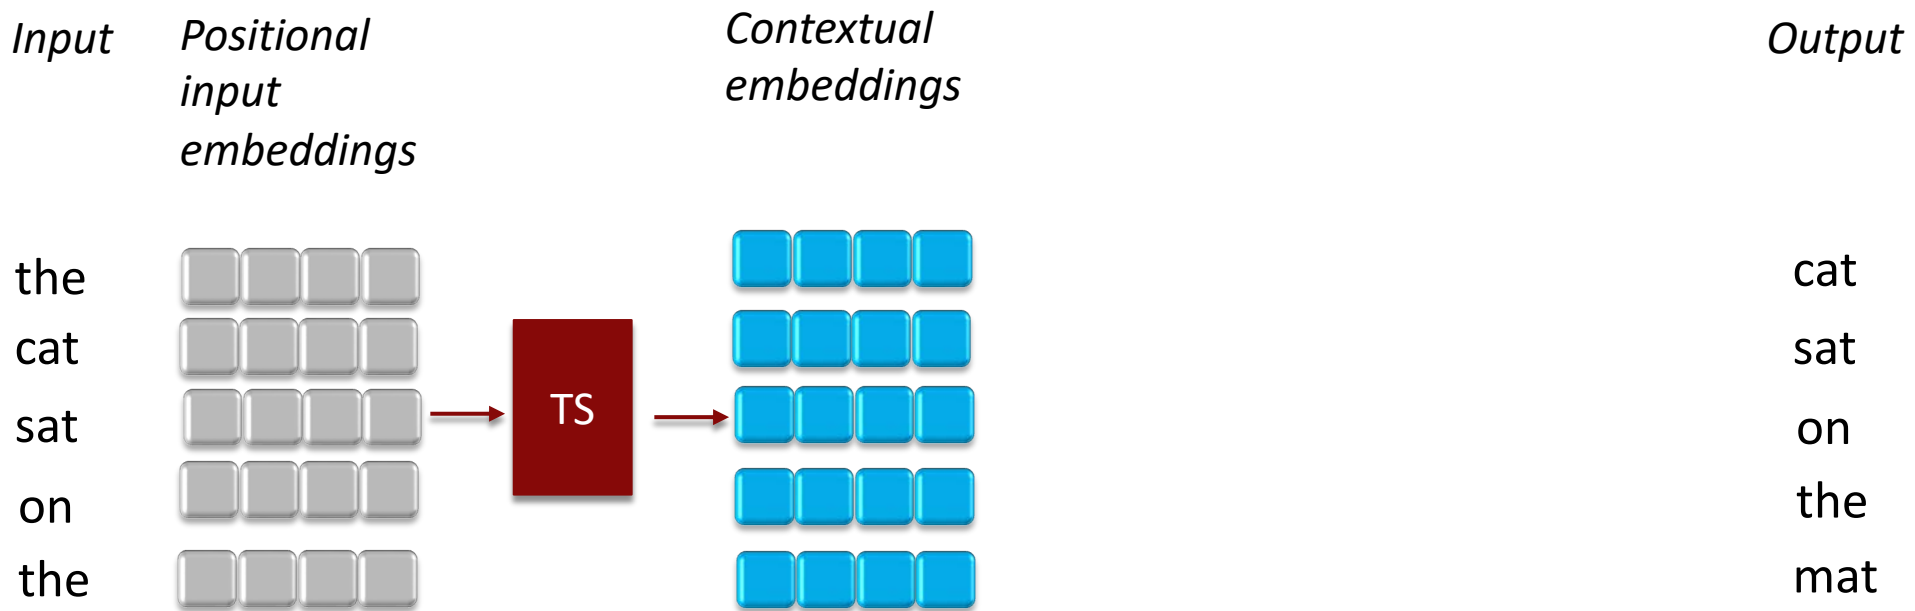 Input
Positional
input
embeddings
Contextual
embeddings
Output
the
cat
sat
on
the
TS
cat
sat
on
the
mat